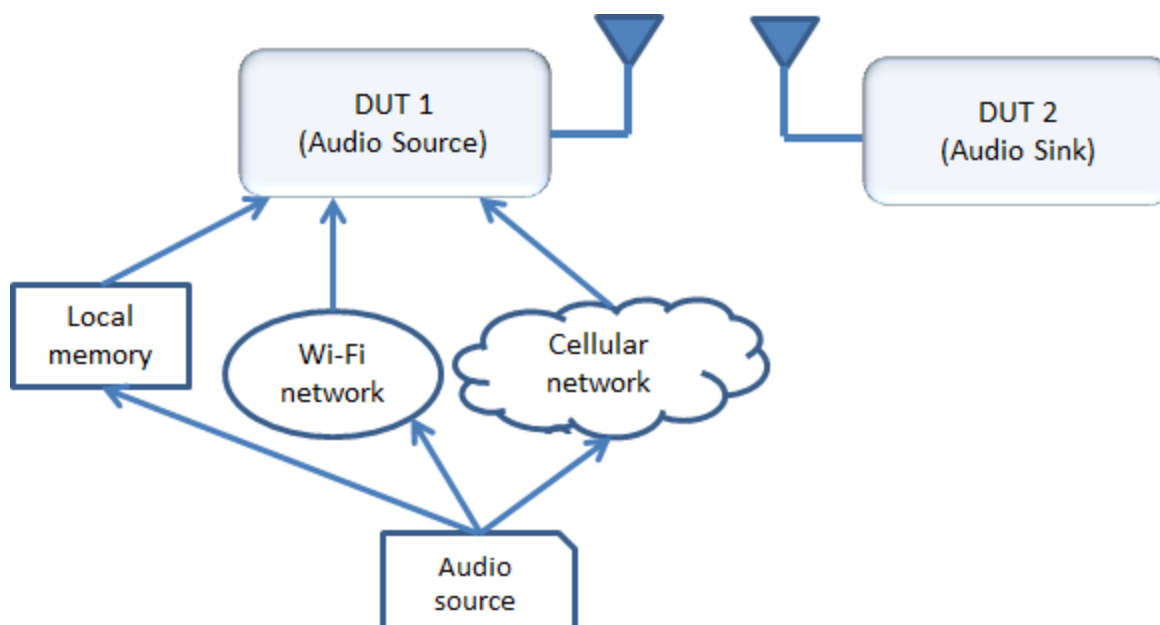 DUT 1
(Audio Source)
DUT 2
(Audio Sink)
Local
memory
Wi-Fi
network
Cellular
network
Audio
source